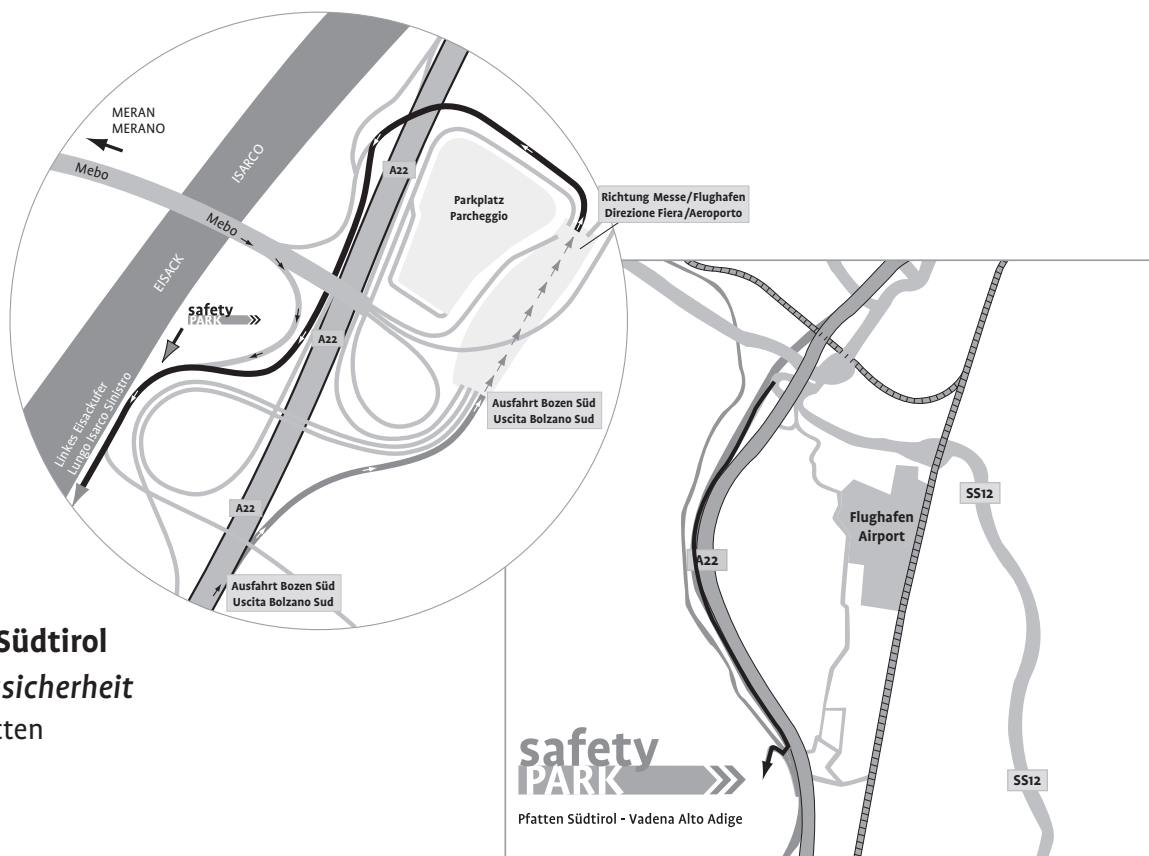 MERAN
MERANO
Mebo
Mebo
ISARCO
EISACK
A22
Parkplatz
Parcheggio
Richtung Messe/Flughafen
Direzione Fiera/Aeroporto
safety
PARK
A22
Linkes Eisackufer
Lungo Isarco Sinistro
Ausfahrt Bozen Süd
Uscita Bolzano Sud
A22
Ausfahrt Bozen Süd
Uscita Bolzano Sud
SS12
Flughafen
Airport
A22
Südtirol
sicherheit
tten
safety
PARK
Pfatten Südtirol - Vadena Alto Adige
SS12